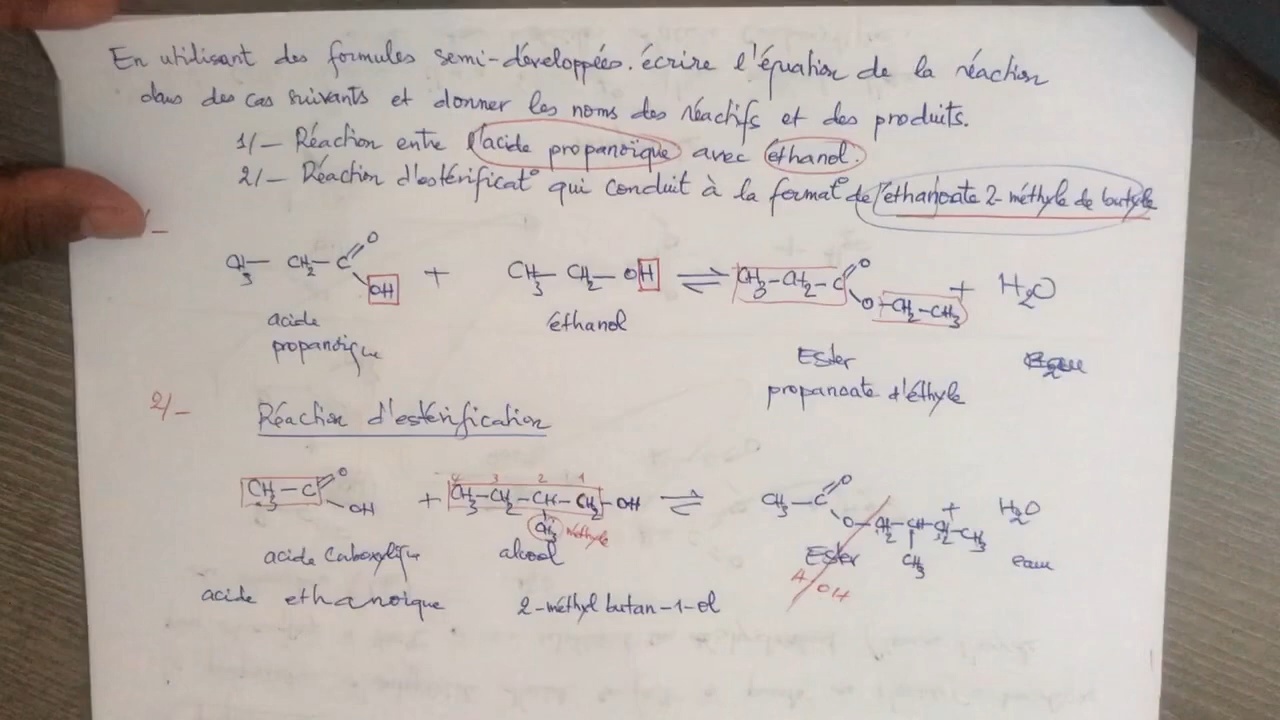 En utilisant des formules semi-développées. écrire l'équation de la réaction
dans des cas suivants et donner les noms des réactifs et des produits.
1/- Réaction entre l'acide propanoïque avec éthanol.
2/- Réaction d'estérificat° qui conduit à la format° de l'éthanoate 2-méthyle de butyle
1-
CH3- CH2- C O OH + CH3- CH2- OH ⇌ CH3-CH2-C O O-CH2-CH3 + H2O
acide propanoïque
éthanol
Ester
propanoate d'éthyle
2/-
Réaction d'estérification
4 3 2 1
CH3-C O OH + CH3-CH2-CH-CH2-OH ⇌ CH3-C O O-CH2-CH-CH2-CH3 + H2O
CH3 méthyle
CH3
acide Caboxylique alcool Ester eau
A/OH
acide ethanoïque 2-méthyl butan-1-ol